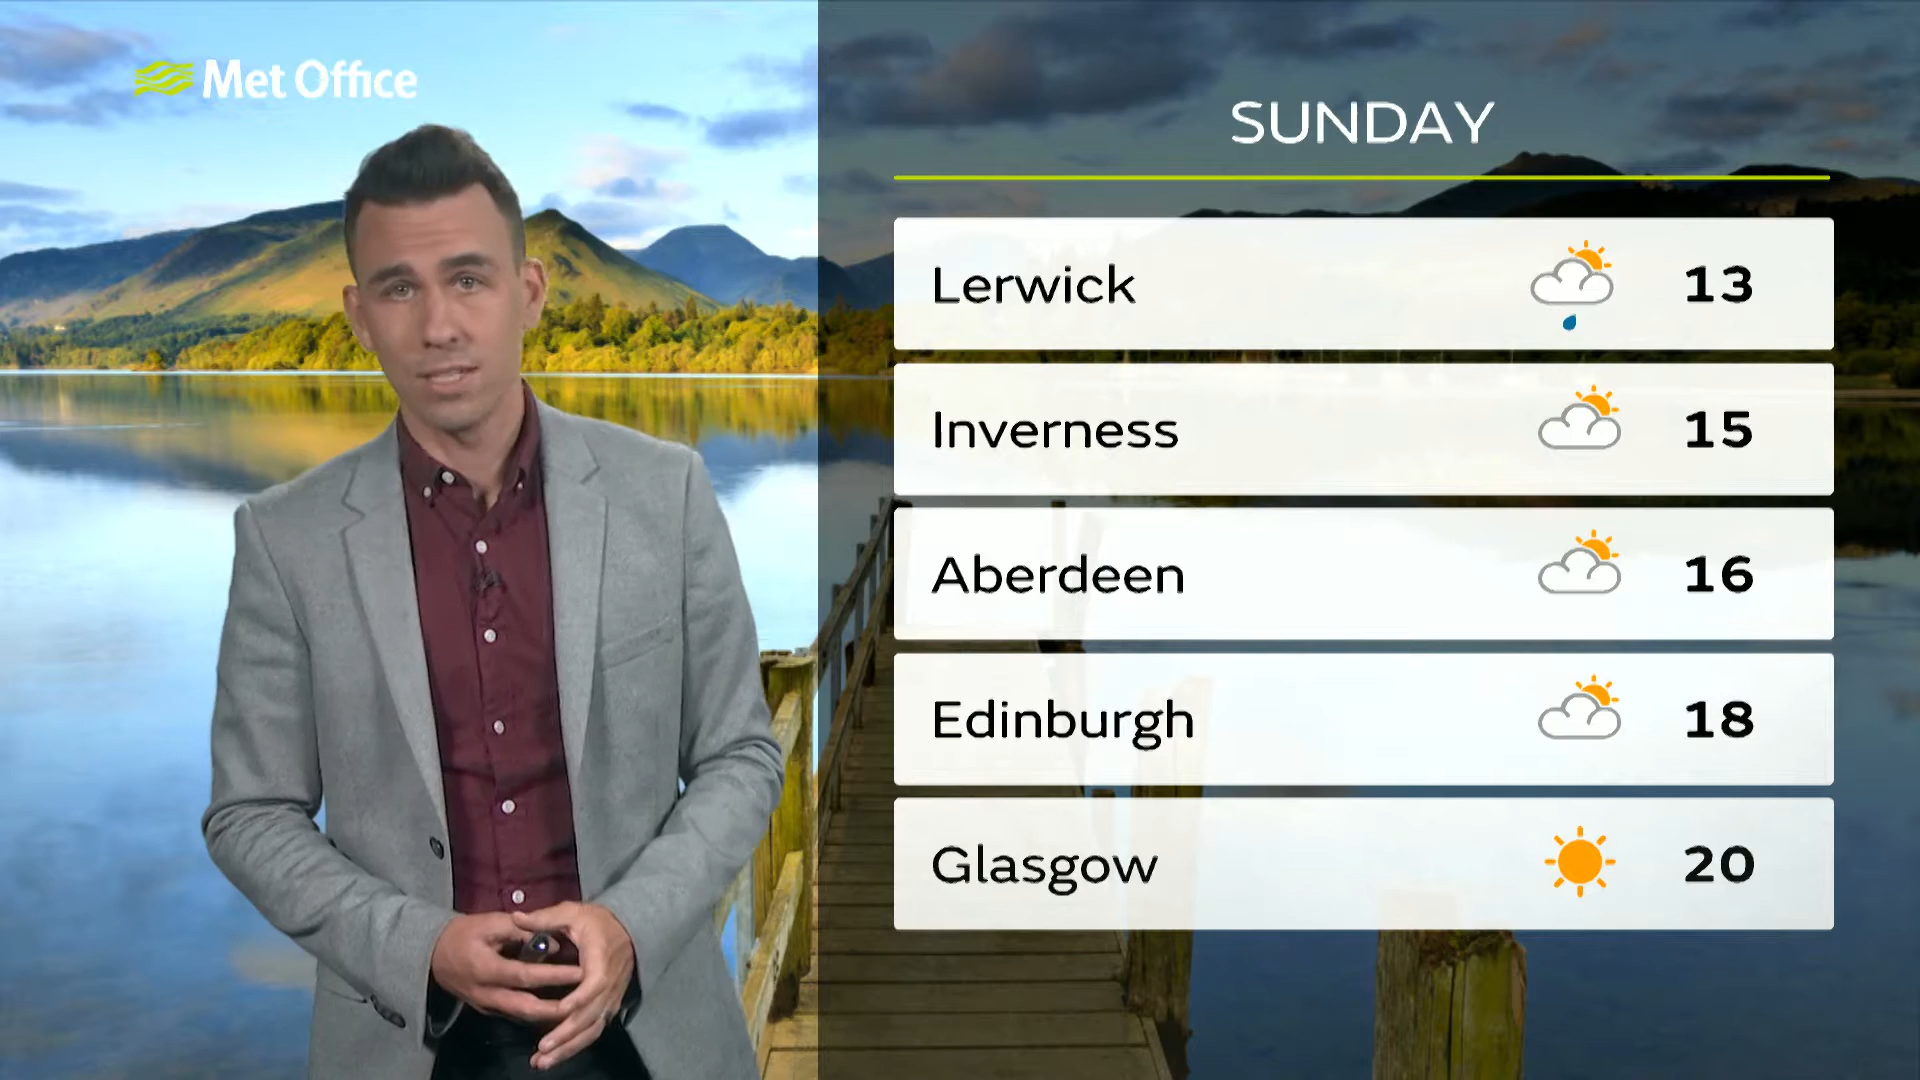 Met Office
SUNDAY
Lerwick 13
Inverness 15
Aberdeen 16
Edinburgh 18
Glasgow 20